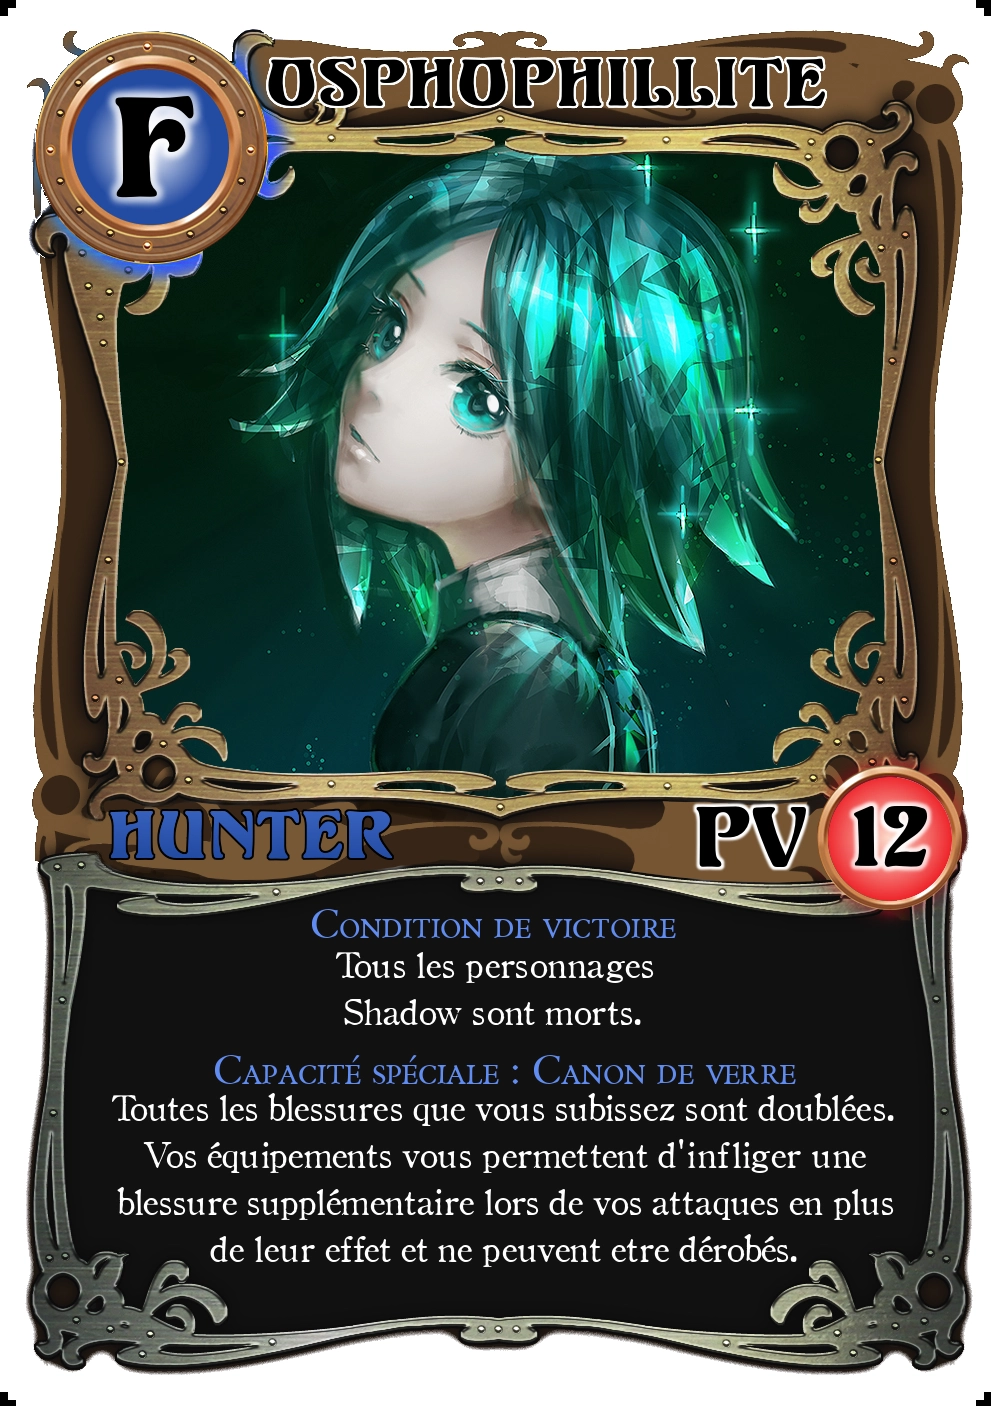 FOSPHOPHILLITE
HUNTER
PV 12
Condition de victoire
Tous les personnages
Shadow sont morts.
Capacité spéciale : Canon de verre
Toutes les blessures que vous subissez sont doublées.
Vos équipements vous permettent d'infliger une
blessure supplémentaire lors de vos attaques en plus
de leur effet et ne peuvent etre dérobés.